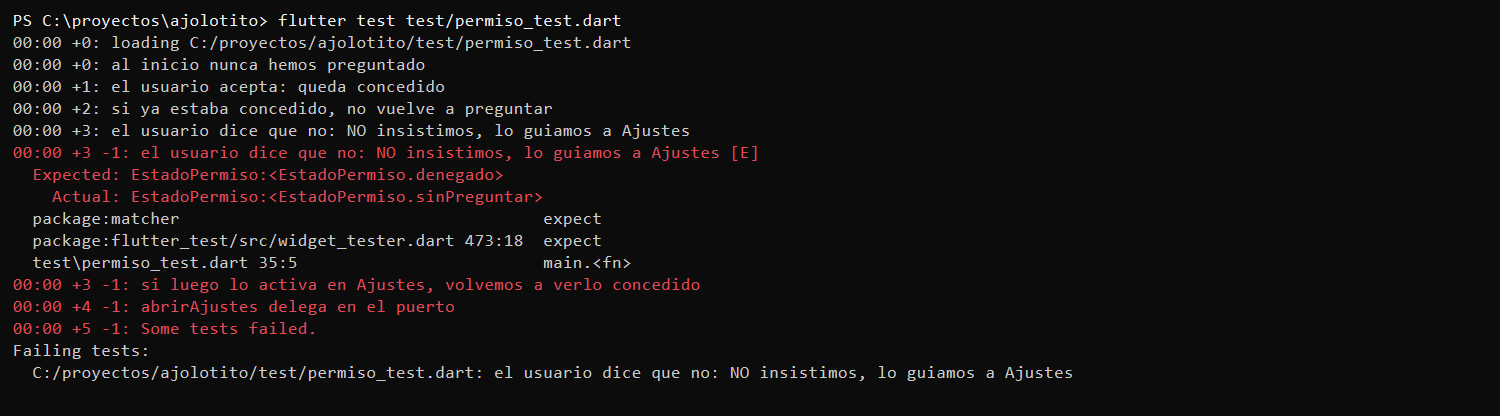 PS C:\proyectos\ajolotito> flutter test test/permiso_test.dart
00:00 +0: loading C:/proyectos/ajolotito/test/permiso_test.dart
00:00 +0: al inicio nunca hemos preguntado
00:00 +1: el usuario acepta: queda concedido
00:00 +2: si ya estaba concedido, no vuelve a preguntar
00:00 +3: el usuario dice que no: NO insistimos, lo guiamos a Ajustes
00:00 +3 -1: el usuario dice que no: NO insistimos, lo guiamos a Ajustes [E]
  Expected: EstadoPermiso:<EstadoPermiso.denegado>
    Actual: EstadoPermiso:<EstadoPermiso.sinPreguntar>
  package:matcher                                     expect
  package:flutter_test/src/widget_tester.dart 473:18  expect
  test\permiso_test.dart 35:5                         main.<fn>
00:00 +3 -1: si luego lo activa en Ajustes, volvemos a verlo concedido
00:00 +4 -1: abrirAjustes delega en el puerto
00:00 +5 -1: Some tests failed.
Failing tests:
  C:/proyectos/ajolotito/test/permiso_test.dart: el usuario dice que no: NO insistimos, lo guiamos a Ajustes